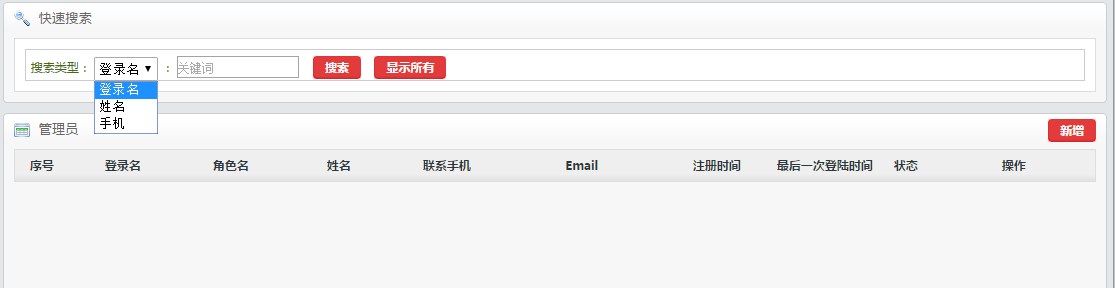 快速搜索
搜索类型： 登录名 ： 关键词 搜索 显示所有
登录名
姓名
手机
管理员 新增
序号 登录名 角色名 姓名 联系手机 Email 注册时间 最后一次登陆时间 状态 操作